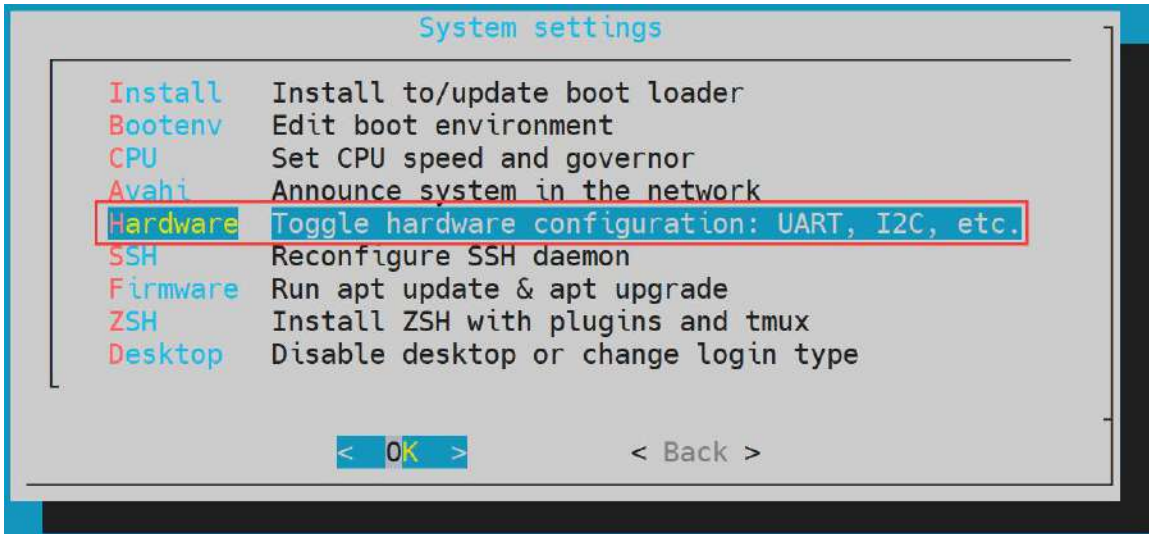 System settings
Install Install to/update boot loader
Bootenv Edit boot environment
CPU Set CPU speed and governor
Avahi Announce system in the network
Hardware Toggle hardware configuration: UART, I2C, etc.
SSH Reconfigure SSH daemon
Firmware Run apt update & apt upgrade
ZSH Install ZSH with plugins and tmux
Desktop Disable desktop or change login type
< OK > < Back >